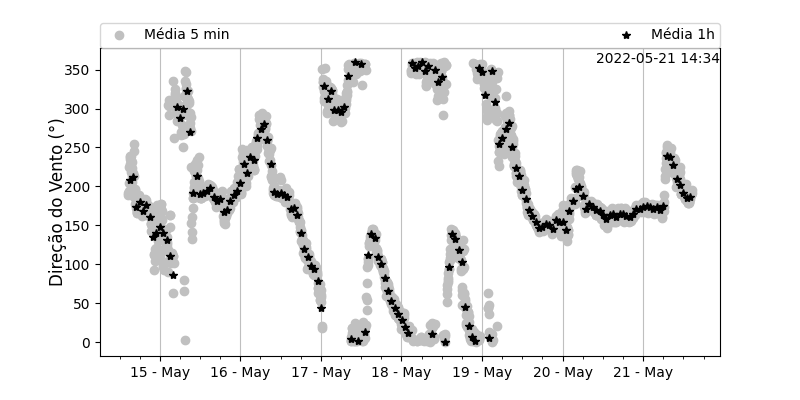 Média 5 min
Média 1h
2022-05-21 14:34
Direção do Vento (°)
350
300
250
200
150
100
50
0
15 - May
16 - May
17 - May
18 - May
19 - May
20 - May
21 - May